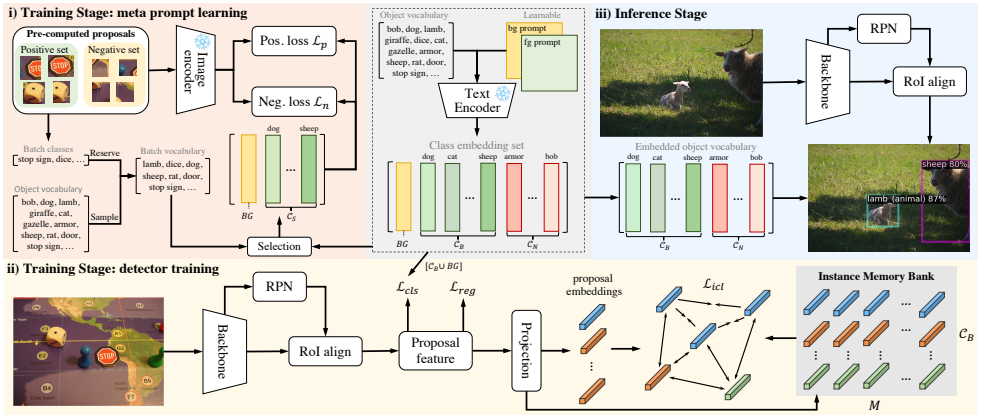 i) Training Stage: meta prompt learning
Pre-computed proposals
Positive set
Negative set
STOP
STOP
Image
encoder
Pos. loss 𝓛p
Neg. loss 𝓛n
Batch classes
stop sign, dice, …
Reserve
Object vocabulary
bob, dog, lamb,
giraffe, cat,
gazelle, armor,
sheep, rat, door,
stop sign, …
Sample
Batch vocabulary
lamb, dice, dog,
sheep, rat, door,
stop sign, …
dog
sheep
...
BG
𝒞S
Selection
Object vocabulary
bob, dog, lamb,
giraffe, dice, cat,
gazelle, armor,
sheep, rat, door,
stop sign, …
Learnable
bg prompt
fg prompt
Text
Encoder
Class embedding set
dog
cat
sheep
armor
bob
...
...
BG
𝒞B
𝒞N
iii) Inference Stage
Backbone
RPN
RoI align
Embedded object vocabulary
dog
cat
sheep
armor
bob
...
...
𝒞B
𝒞N
sheep 80%
lamb_(animal) 87%
ii) Training Stage: detector training
STOP
Backbone
RPN
RoI align
[𝒞B∪ BG]
𝓛cls
𝓛reg
Proposal
feature
Projection
proposal
embeddings
𝓛icl
Instance Memory Bank
...
...
...
𝒞B
M